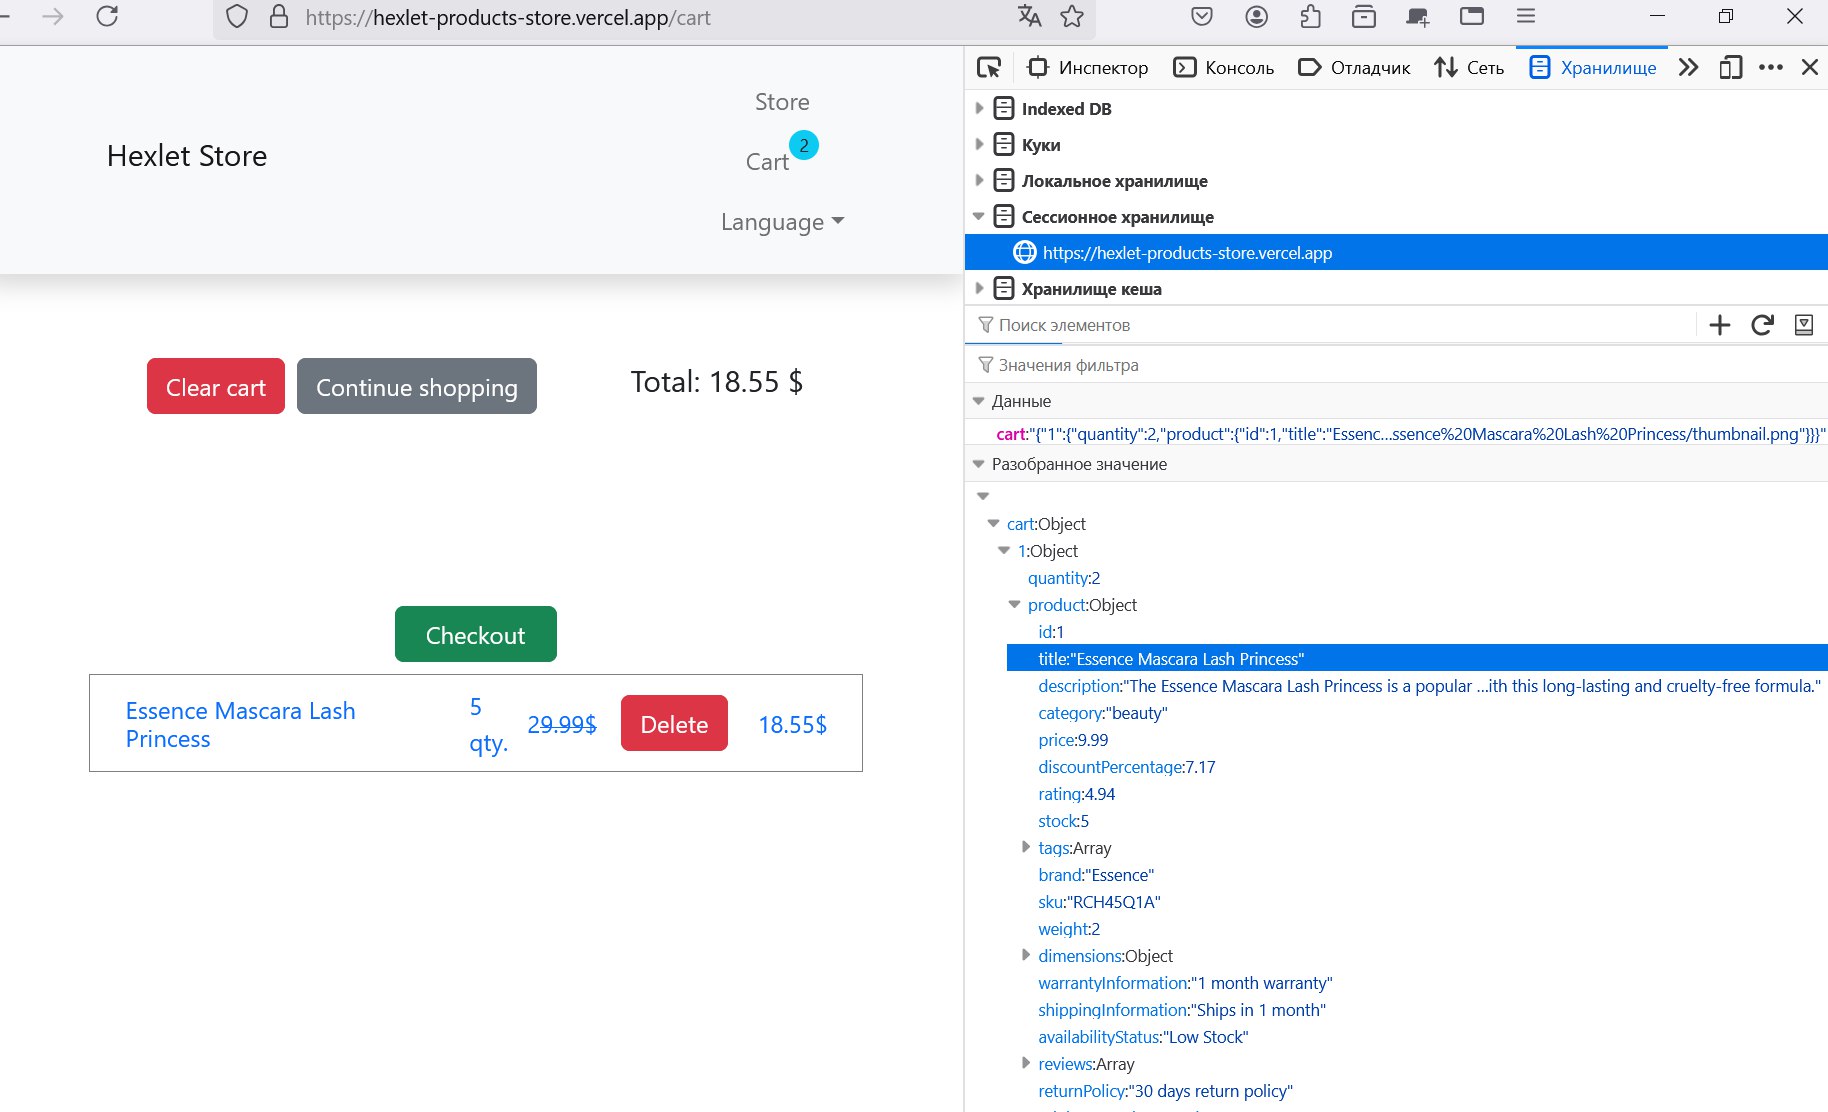 https://hexlet-products-store.vercel.app/cart
Hexlet Store
Store
Cart
2
Language
Clear cart
Continue shopping
Total: 18.55 $
Checkout
Essence Mascara Lash
Princess
5
qty.
29.99$
Delete
18.55$
Инспектор
Консоль
Отладчик
Сеть
Хранилище
Indexed DB
Куки
Локальное хранилище
Сессионное хранилище
https://hexlet-products-store.vercel.app
Хранилище кеша
Поиск элементов
Значения фильтра
Данные
cart:"{"1":{"quantity":2,"product":{"id":1,"title":"Essenc...ssence%20Mascara%20Lash%20Princess/thumbnail.png"}}}"
Разобранное значение
cart:Object
1:Object
quantity:2
product:Object
id:1
title:"Essence Mascara Lash Princess"
description:"The Essence Mascara Lash Princess is a popular ...ith this long-lasting and cruelty-free formula."
category:"beauty"
price:9.99
discountPercentage:7.17
rating:4.94
stock:5
tags:Array
brand:"Essence"
sku:"RCH45Q1A"
weight:2
dimensions:Object
warrantyInformation:"1 month warranty"
shippingInformation:"Ships in 1 month"
availabilityStatus:"Low Stock"
reviews:Array
returnPolicy:"30 days return policy"